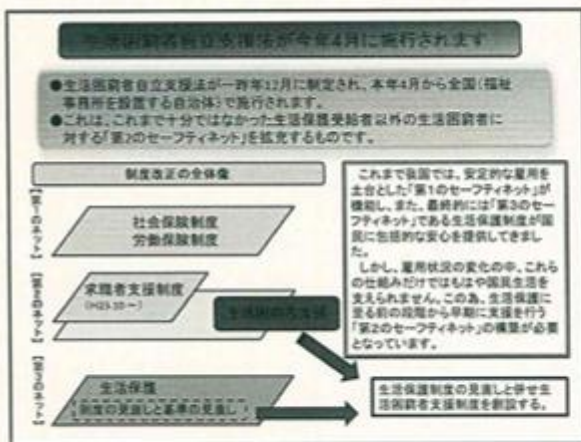 生活困窮者自立支援法が今年4月に施行されます
●生活困窮者自立支援法が一昨年12月に制定され、本年4月から全国(福祉
事務所を設置する自治体)で施行されます。
●これは、これまで十分ではなかった生活保護受給者以外の生活困窮者に
対する「第2のセーフティネット」を拡充するものです。
制度改正の全体像
【第1のネット】
社会保険制度
労働保険制度
【第2のネット】
求職者支援制度
(H23.10~)
【第3のネット】
生活保護
制度の見直しと基準の見直し
これまで我国では、安定的な雇用を
土台とした「第1のセーフティネット」が
機能し、また、最終的には「第3のセー
フティネット」である生活保護制度が国
民に包括的な安心を提供してきまし
た。
しかし、雇用状況の変化の中、これら
の仕組みだけではもはや国民生活を
支えられません。この為、生活保護に
至る前の段階から早期に支援を行う
「第2のセーフティネット」の構築が必要
となっています。
生活保護制度の見直しと併せ生
活困窮者支援制度を創設する。